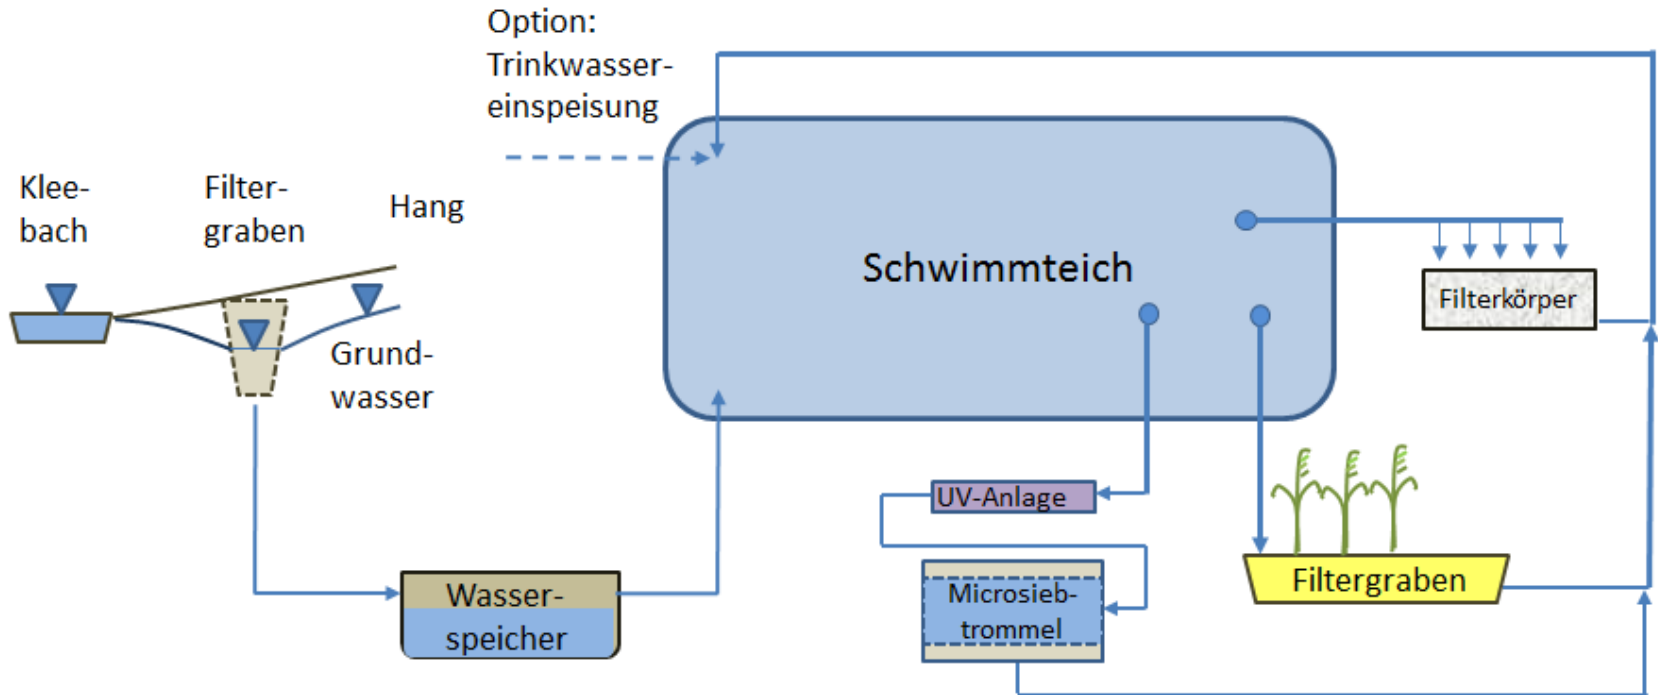 Option:
Trinkwasser-
einspeisung
Klee-
bach
Filter-
graben
Hang
Grund-
wasser
Schwimmteich
Filterkörper
UV-Anlage
Microsieb-
trommel
Filtergraben
Wasser-
speicher